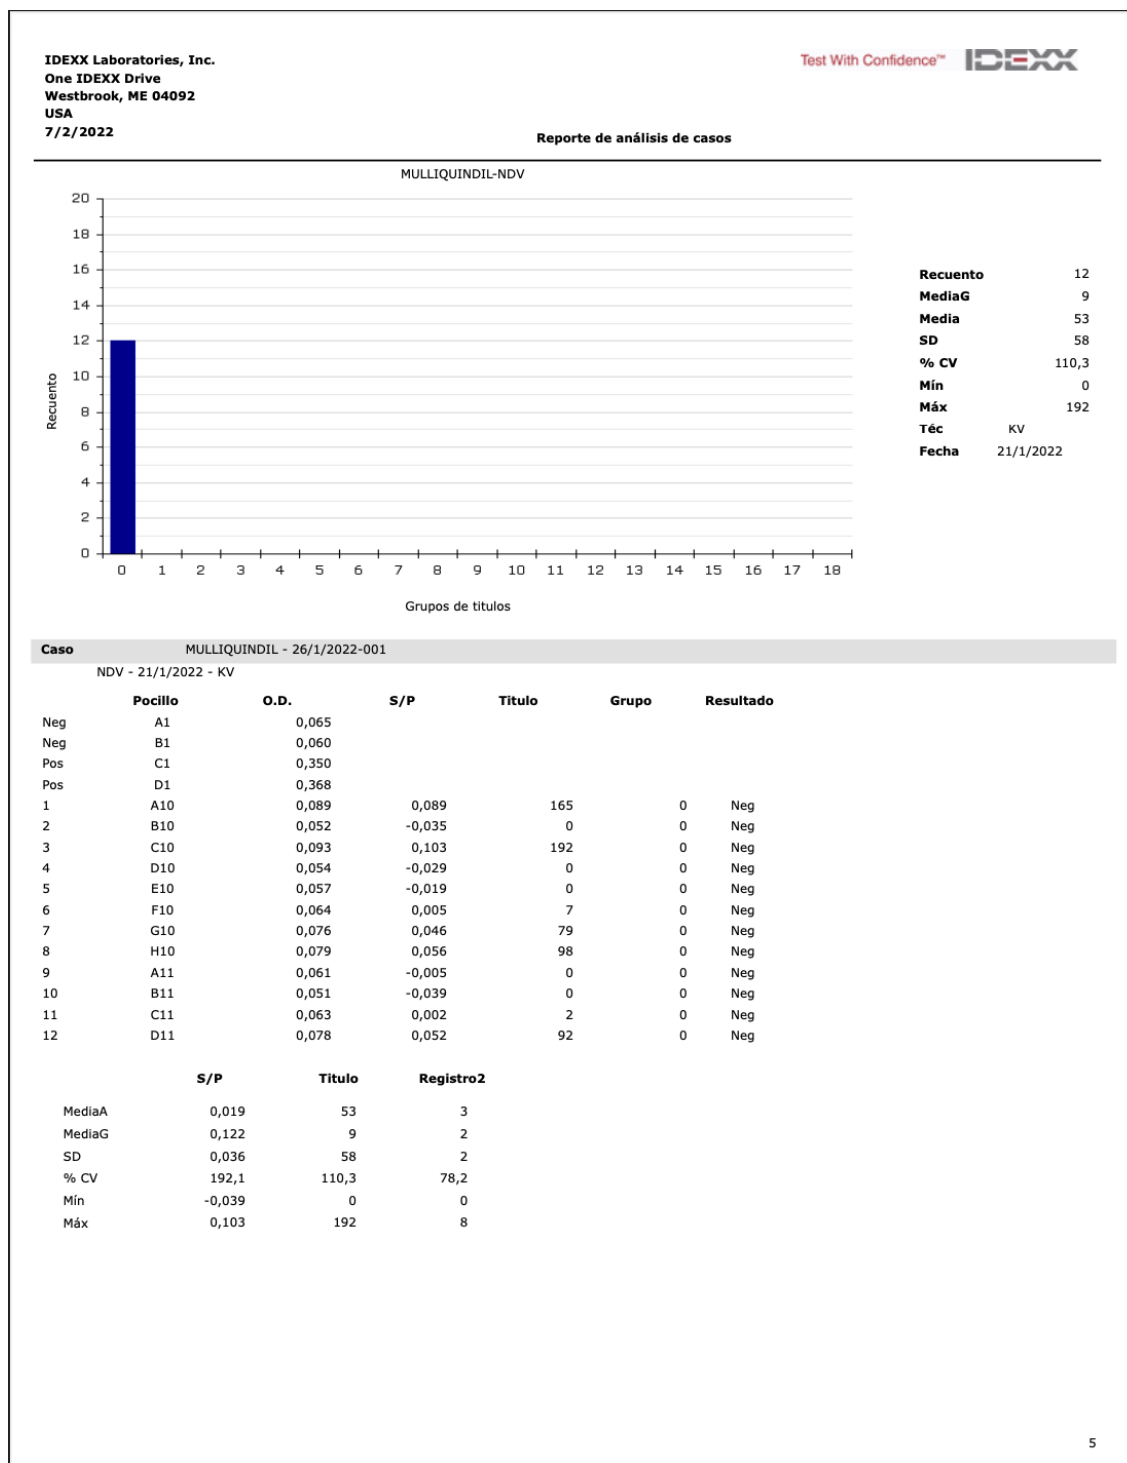 IDEXX Laboratories, Inc.
One IDEXX Drive
Westbrook, ME 04092
USA
7/2/2022
Test With Confidence™ IDEXX
Reporte de análisis de casos
MULLIQUINDIL-NDV
20
18
16
14
12
10
8
6
4
2
0
Recuento
0 1 2 3 4 5 6 7 8 9 10 11 12 13 14 15 16 17 18
Grupos de titulos
Recuento 12
MediaG 9
Media 53
SD 58
% CV 110,3
Mín 0
Máx 192
Téc KV
Fecha 21/1/2022
Caso MULLIQUINDIL - 26/1/2022-001
NDV - 21/1/2022 - KV
Pocillo O.D. S/P Titulo Grupo Resultado
Neg A1 0,065
Neg B1 0,060
Pos C1 0,350
Pos D1 0,368
1 A10 0,089 0,089 165 0 Neg
2 B10 0,052 -0,035 0 0 Neg
3 C10 0,093 0,103 192 0 Neg
4 D10 0,054 -0,029 0 0 Neg
5 E10 0,057 -0,019 0 0 Neg
6 F10 0,064 0,005 7 0 Neg
7 G10 0,076 0,046 79 0 Neg
8 H10 0,079 0,056 98 0 Neg
9 A11 0,061 -0,005 0 0 Neg
10 B11 0,051 -0,039 0 0 Neg
11 C11 0,063 0,002 2 0 Neg
12 D11 0,078 0,052 92 0 Neg
S/P Titulo Registro2
MediaA 0,019 53 3
MediaG 0,122 9 2
SD 0,036 58 2
% CV 192,1 110,3 78,2
Mín -0,039 0 0
Máx 0,103 192 8
5